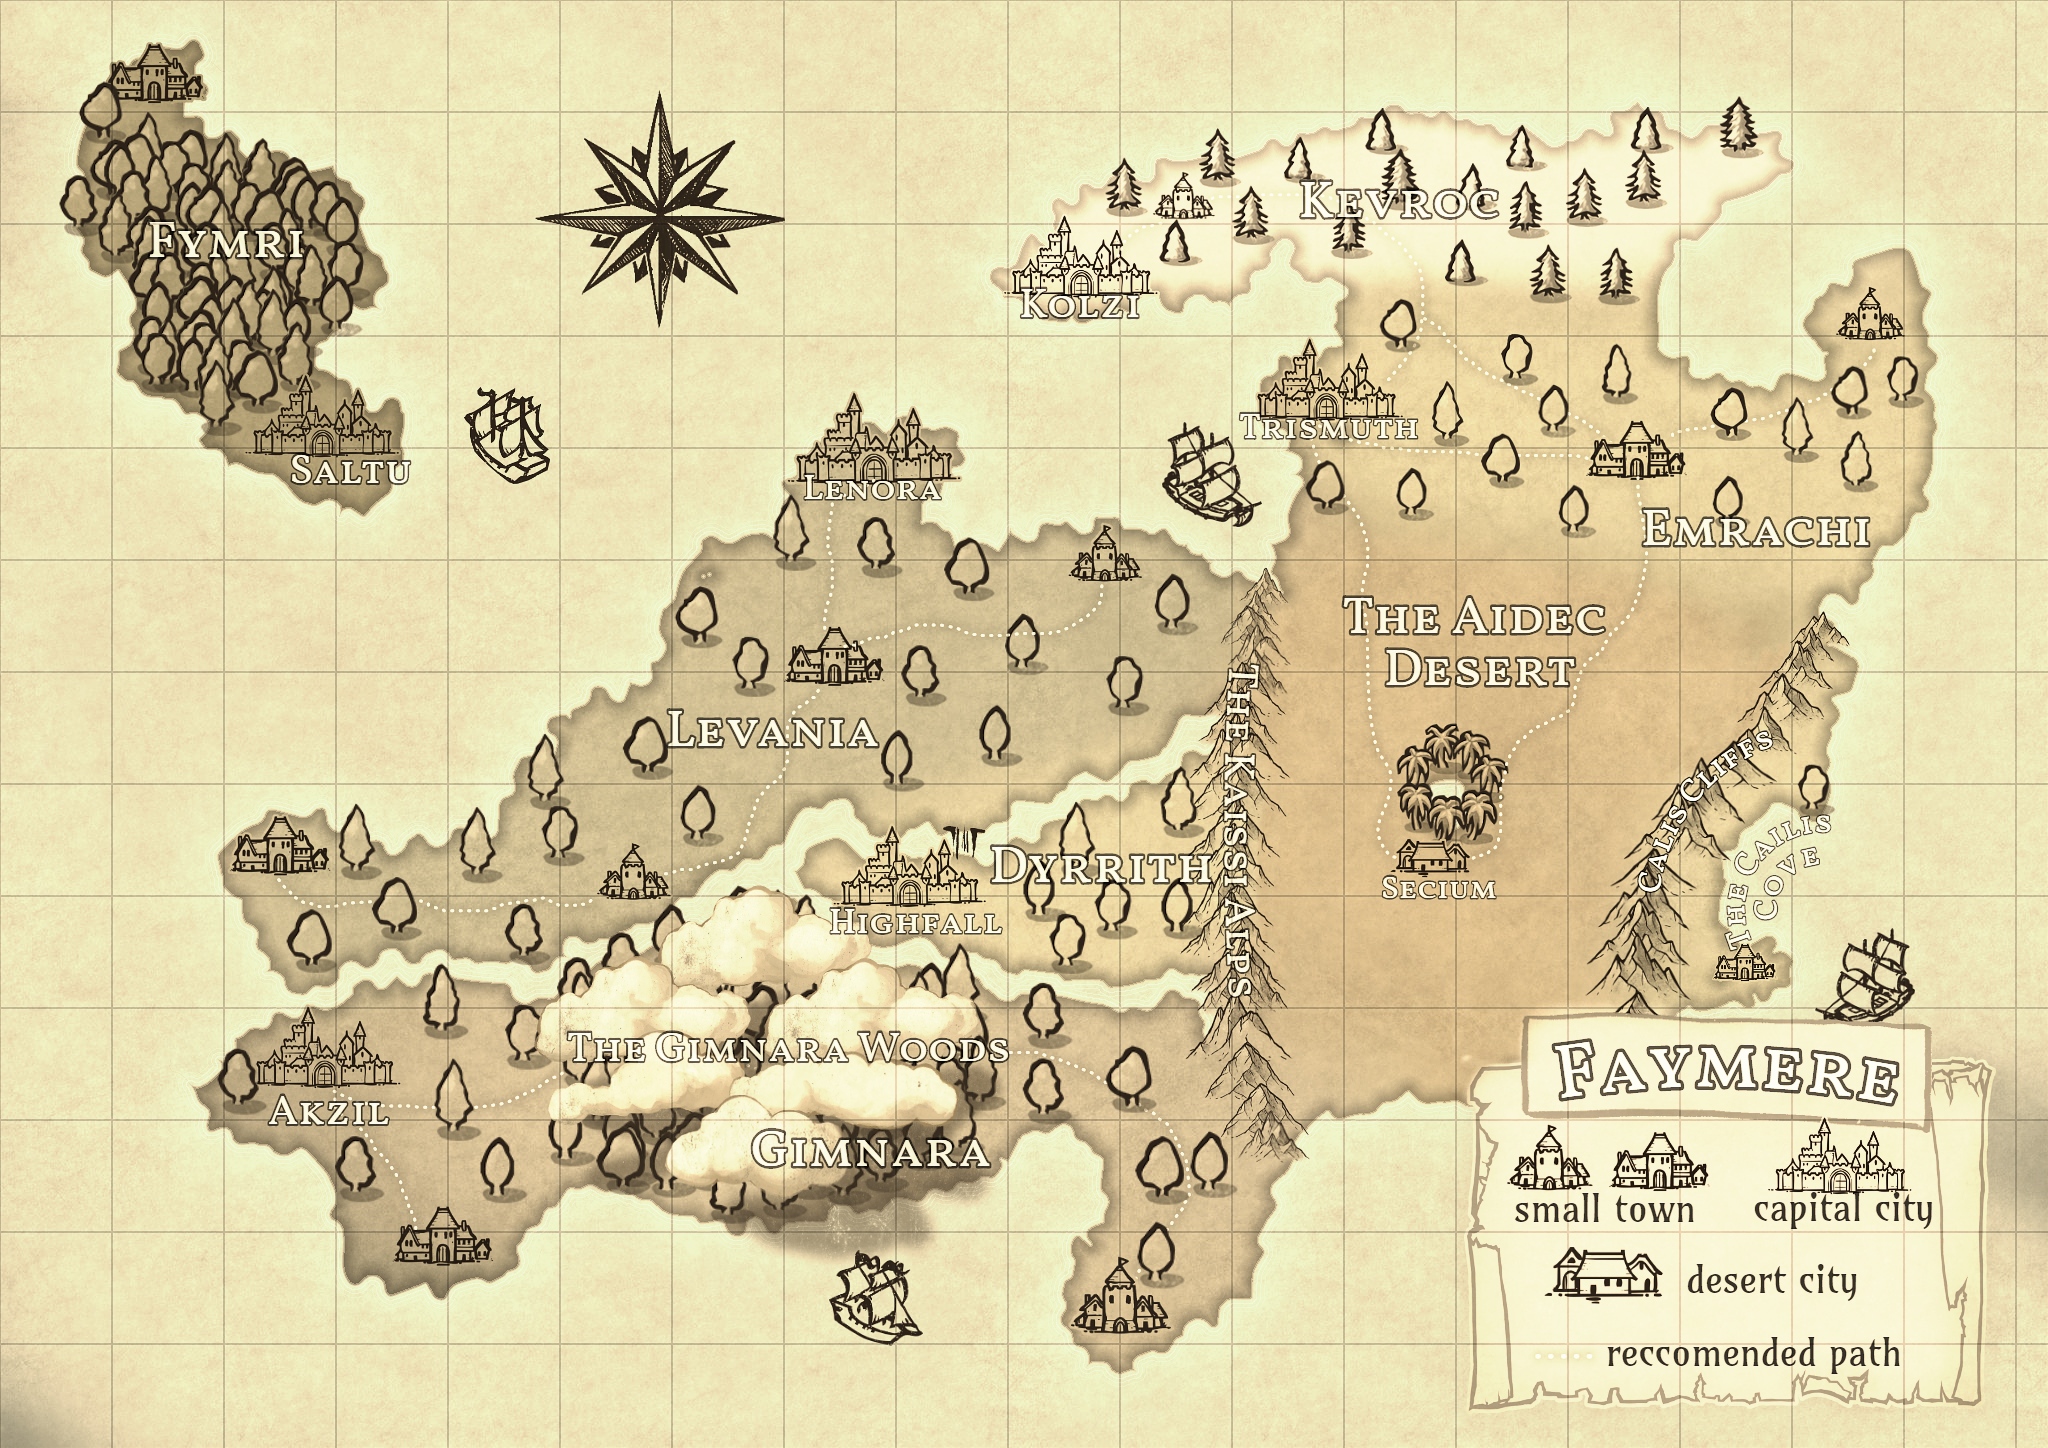 Fymri
Saltu
Kevroc
Kolzi
Trismuth
Lenora
Emrachi
The Aidec
Desert
Levania
The Kaissi Alps
Calis Cliffs
The Cailis
Cove
Dyrrith
Highfall
Secium
The Gimnara Woods
Akzil
Gimnara
Faymere
small town
capital city
desert city
reccomended path